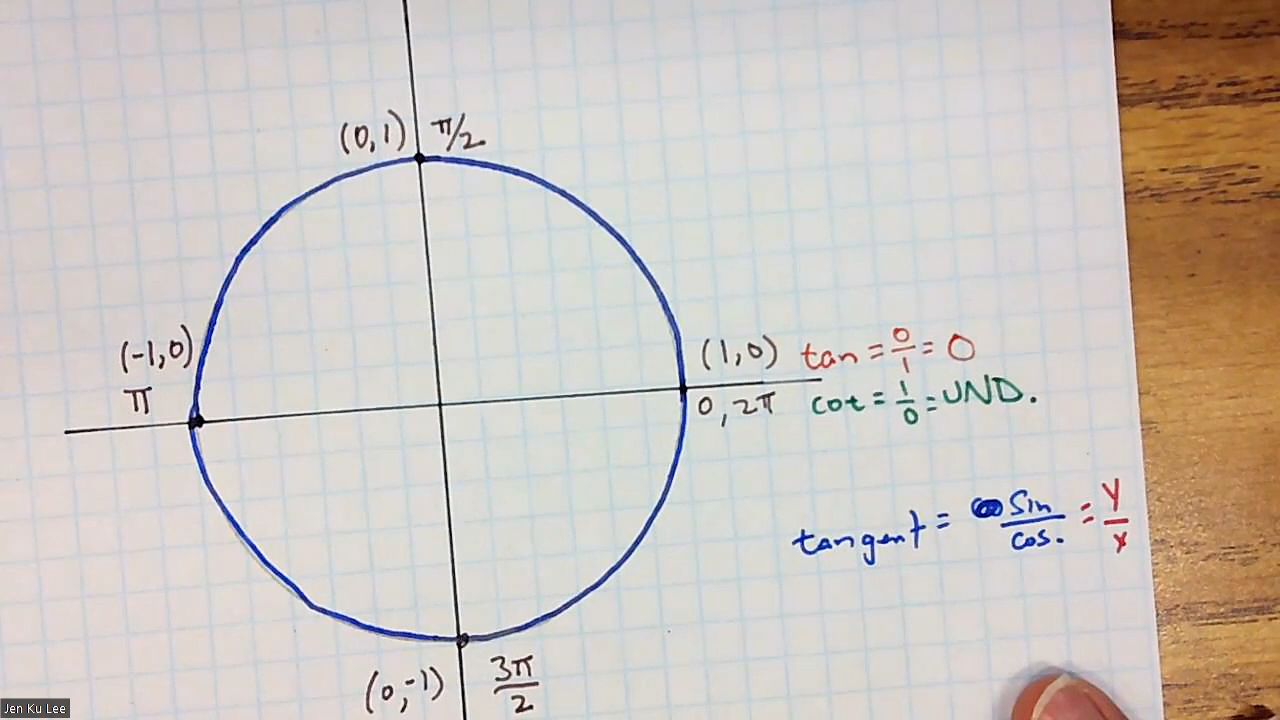 (0,1) π/2
(-1,0)
π
(1,0) tan = 0/1 = 0
0, 2π cot = 1/0 = UND.
tangent = sin/cos. = y/x
(0,-1) 3π/2
Jen Ku Lee